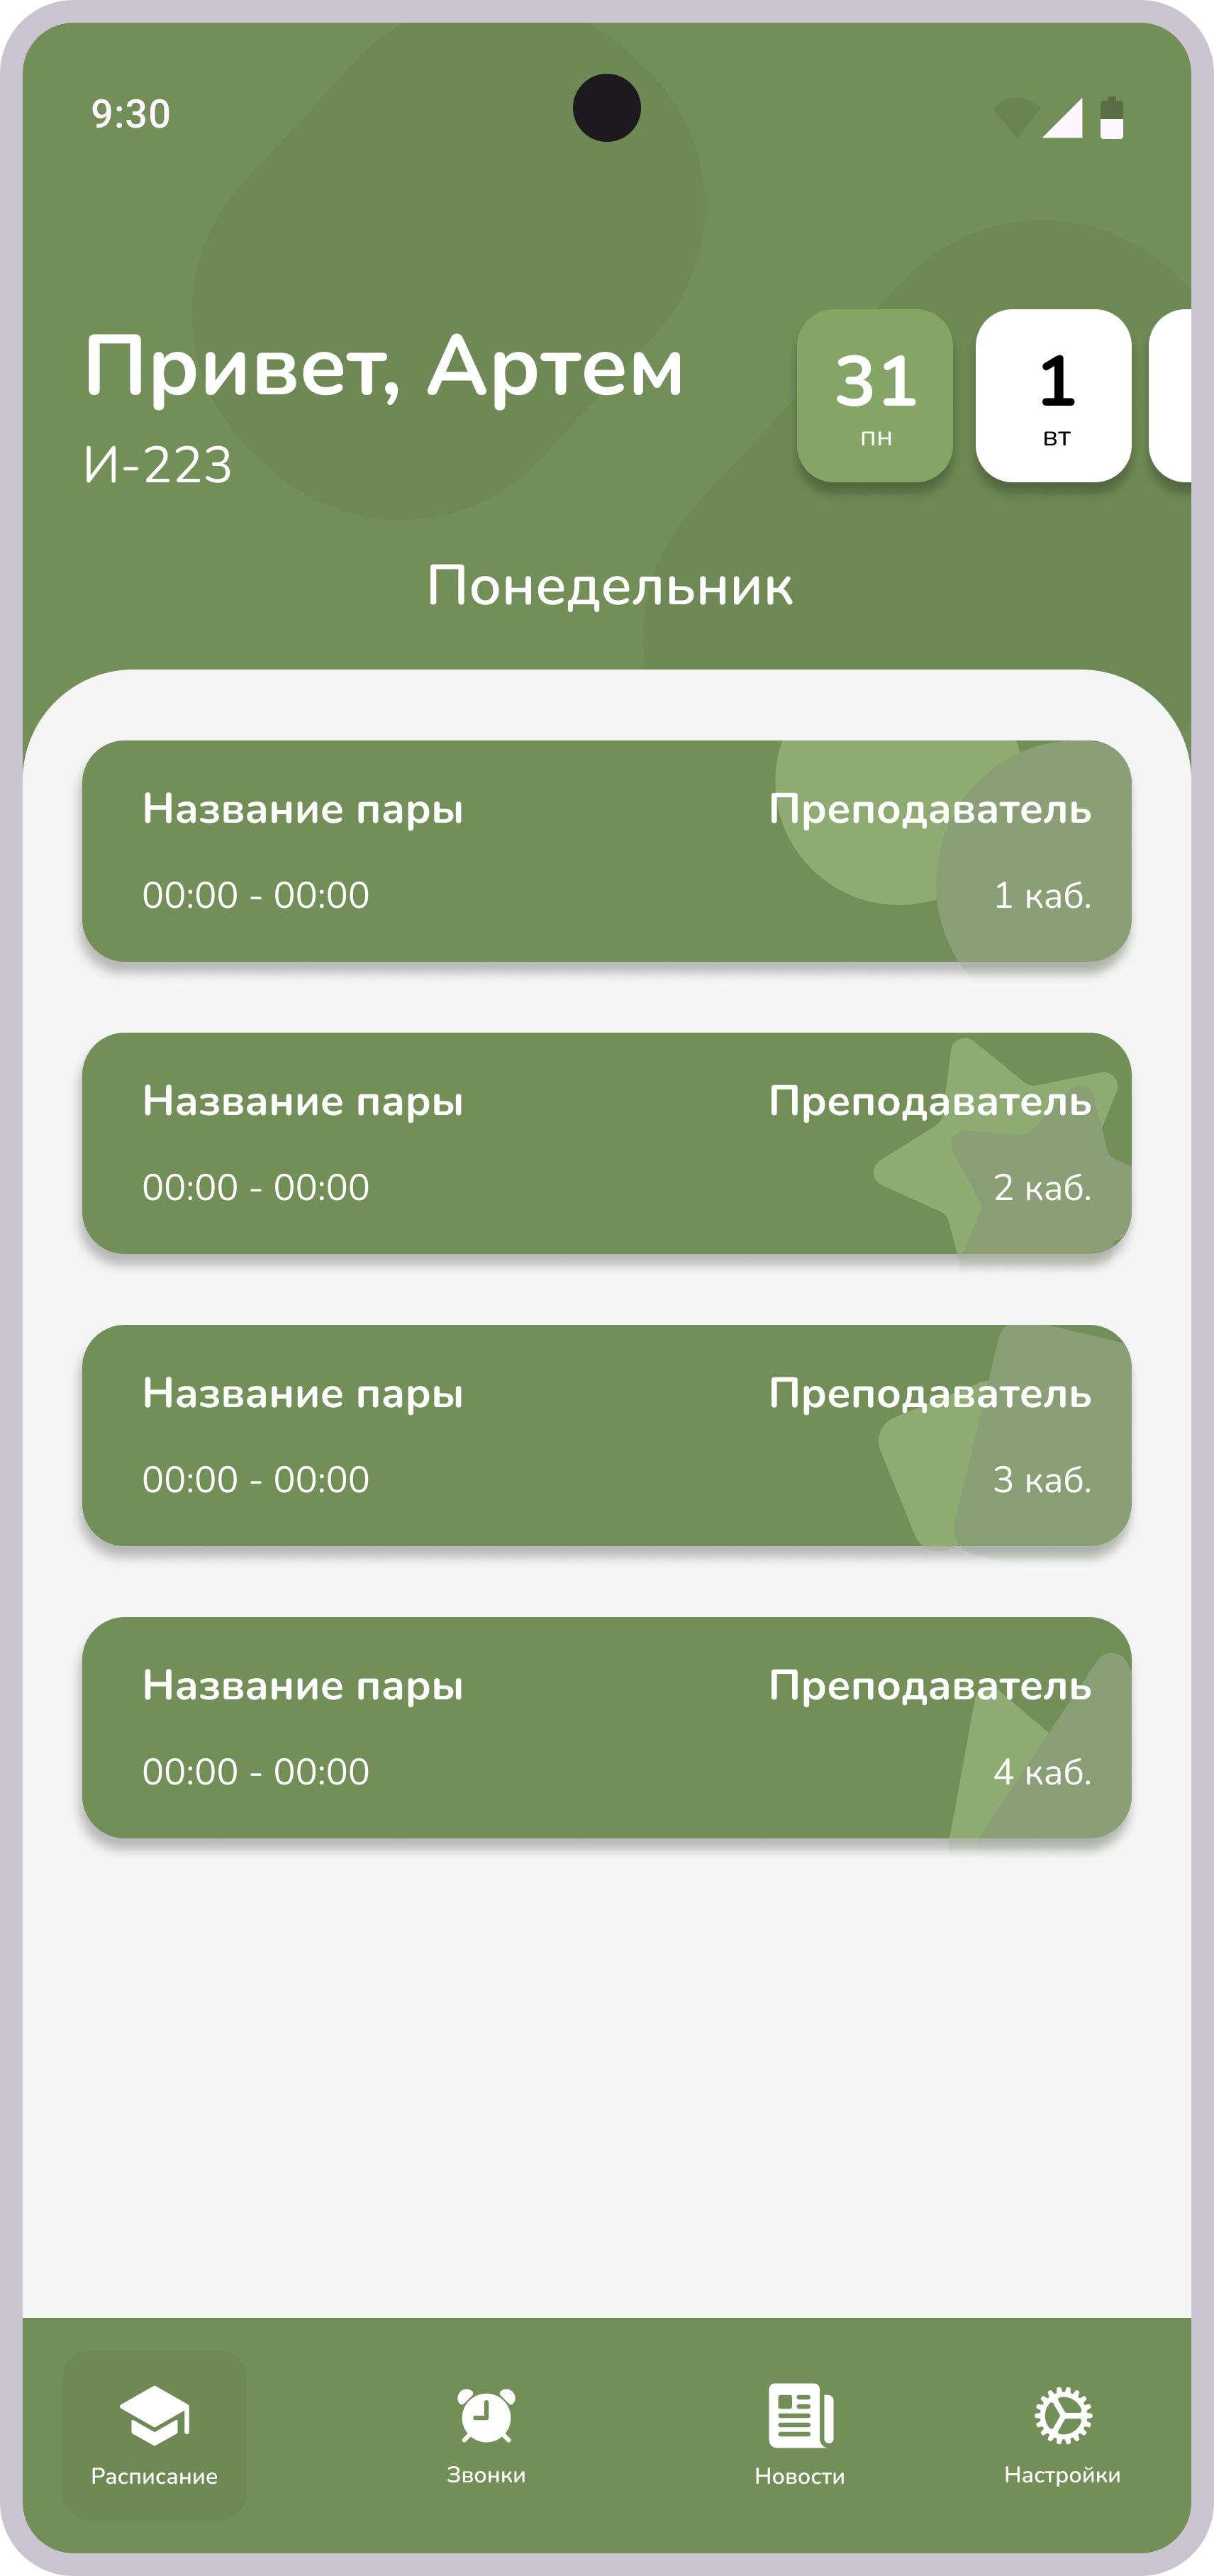 9:30
Привет, Артем
И-223
31
пн
1
вт
Понедельник
Название пары
Преподаватель
00:00 - 00:00
1 каб.
Название пары
Преподаватель
00:00 - 00:00
2 каб.
Название пары
Преподаватель
00:00 - 00:00
3 каб.
Название пары
Преподаватель
00:00 - 00:00
4 каб.
Расписание
Звонки
Новости
Настройки